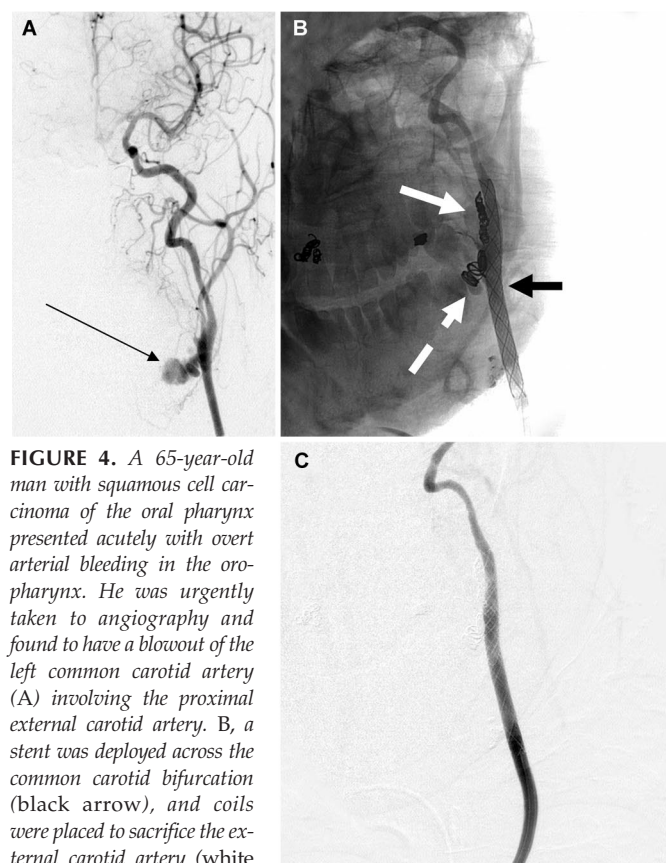 A
B
FIGURE 4. A 65-year-old
man with squamous cell car-
cinoma of the oral pharynx
presented acutely with overt
arterial bleeding in the oro-
pharynx. He was urgently
taken to angiography and
found to have a blowout of the
left common carotid artery
(A) involving the proximal
external carotid artery. B, a
stent was deployed across the
common carotid bifurcation
(black arrow), and coils
were placed to sacrifice the ex-
ternal carotid artery (white
C